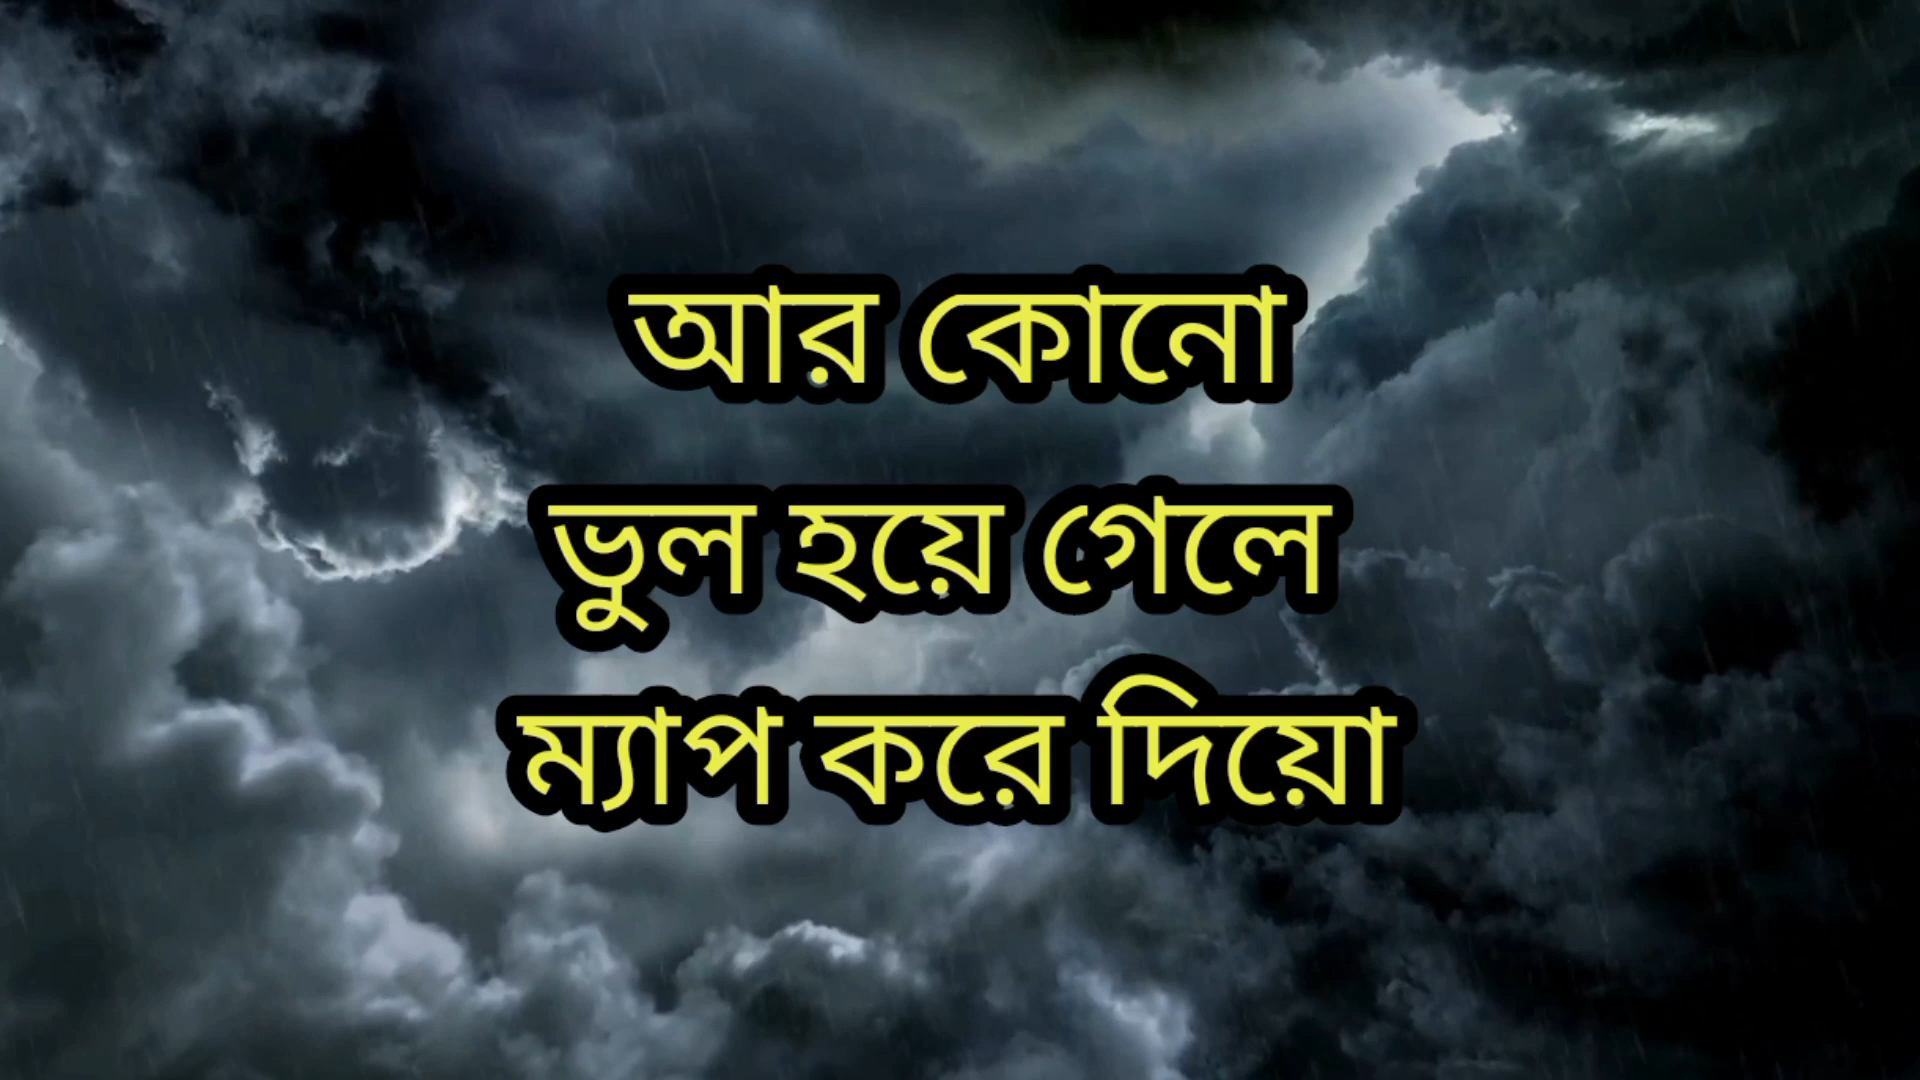 আর কোনো
ভুল হয়ে গেলে
ম্যাপ করে দিয়ো